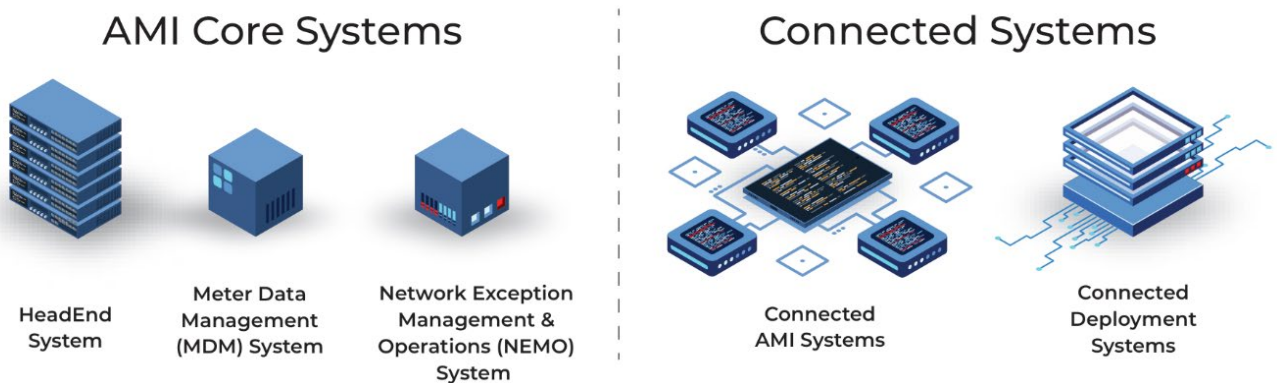 AMI Core Systems
Connected Systems
HeadEnd
System
Meter Data
Management
(MDM) System
Network Exception
Management &
Operations (NEMO)
System
Connected
AMI Systems
Connected
Deployment
Systems